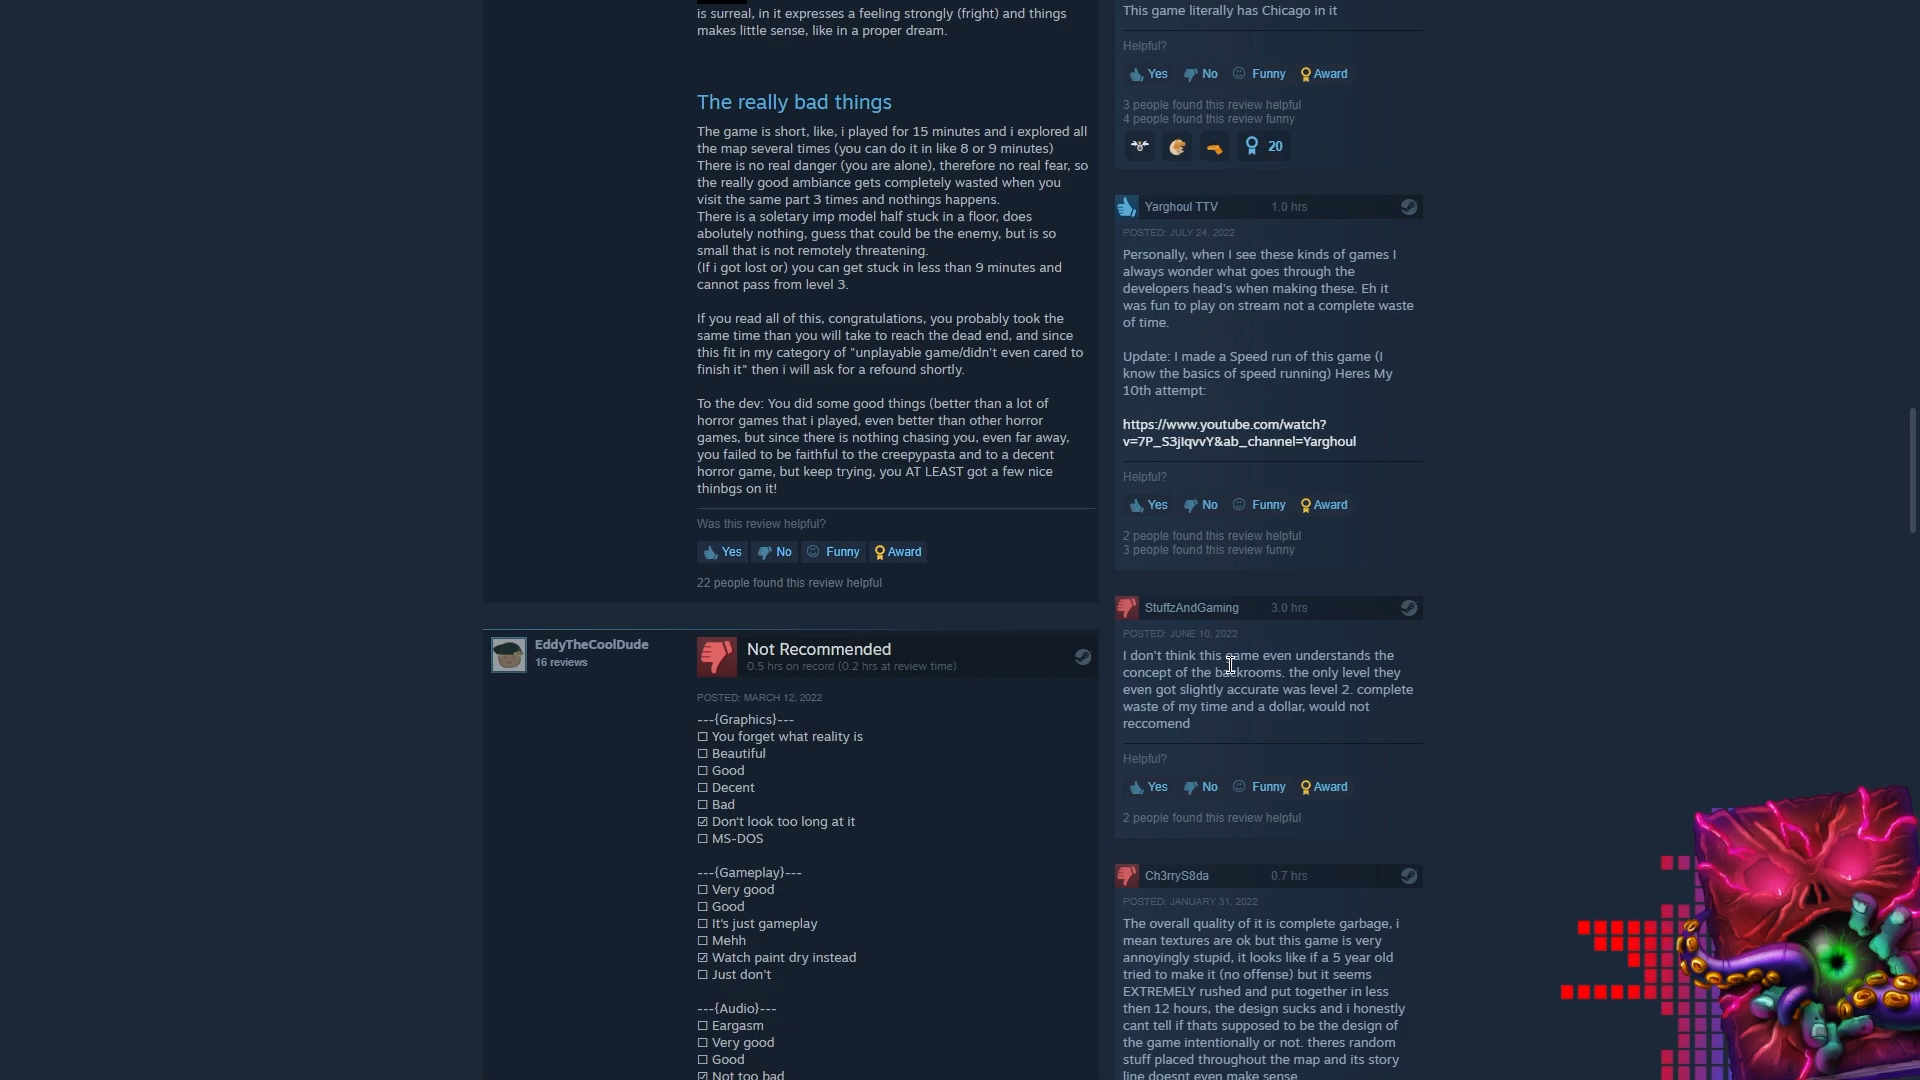 is surreal, in it expresses a feeling strongly (fright) and things
makes little sense, like in a proper dream.
The really bad things
The game is short, like, i played for 15 minutes and i explored all
the map several times (you can do it in like 8 or 9 minutes)
There is no real danger (you are alone), therefore no real fear, so
the really good ambiance gets completely wasted when you
visit the same part 3 times and nothings happens.
There is a soletary imp model half stuck in a floor, does
abolutely nothing, guess that could be the enemy, but is so
small that is not remotely threatening.
(If i got lost or) you can get stuck in less than 9 minutes and
cannot pass from level 3.
If you read all of this, congratulations, you probably took the
same time than you will take to reach the dead end, and since
this fit in my category of "unplayable game/didn't even cared to
finish it" then i will ask for a refound shortly.
To the dev: You did some good things (better than a lot of
horror games that i played, even better than other horror
games, but since there is nothing chasing you, even far away,
you failed to be faithful to the creepypasta and to a decent
horror game, but keep trying, you AT LEAST got a few nice
thinbgs on it!
Was this review helpful?
Yes No Funny Award
22 people found this review helpful
EddyTheCoolDude
16 reviews
Not Recommended
0.5 hrs on record (0.2 hrs at review time)
POSTED: MARCH 12, 2022
---{Graphics}---
☐ You forget what reality is
☐ Beautiful
☐ Good
☐ Decent
☐ Bad
☑ Don't look too long at it
☐ MS-DOS
---{Gameplay}---
☐ Very good
☐ Good
☐ It's just gameplay
☐ Mehh
☑ Watch paint dry instead
☐ Just don't
---{Audio}---
☐ Eargasm
☐ Very good
☐ Good
☑ Not too bad
This game literally has Chicago in it
Helpful?
Yes No Funny Award
3 people found this review helpful
4 people found this review funny
20
Yarghoul TTV 1.0 hrs
POSTED: JULY 24, 2022
Personally, when I see these kinds of games I
always wonder what goes through the
developers head's when making these. Eh it
was fun to play on stream not a complete waste
of time.
Update: I made a Speed run of this game (I
know the basics of speed running) Heres My
10th attempt:
https://www.youtube.com/watch?
v=7P_S3jIqvvY&ab_channel=Yarghoul
Helpful?
Yes No Funny Award
2 people found this review helpful
3 people found this review funny
StuffzAndGaming 3.0 hrs
POSTED: JUNE 10, 2022
I don't think this game even understands the
concept of the backrooms. the only level they
even got slightly accurate was level 2. complete
waste of my time and a dollar, would not
reccomend
Helpful?
Yes No Funny Award
2 people found this review helpful
Ch3rryS8da 0.7 hrs
POSTED: JANUARY 31, 2022
The overall quality of it is complete garbage, i
mean textures are ok but this game is very
annoyingly stupid, it looks like if a 5 year old
tried to make it (no offense) but it seems
EXTREMELY rushed and put together in less
then 12 hours, the design sucks and i honestly
cant tell if thats supposed to be the design of
the game intentionally or not. theres random
stuff placed throughout the map and its story
line doesnt even make sense